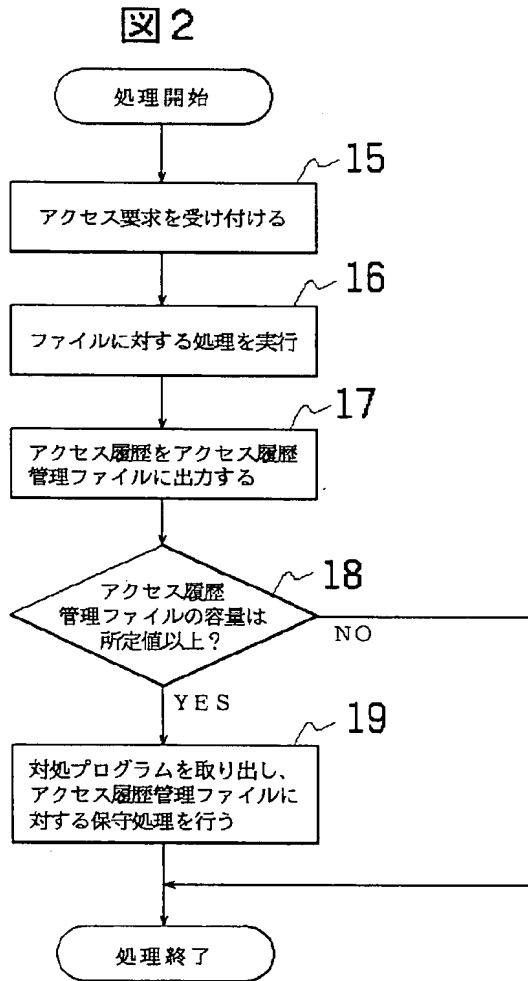 図2
処理開始
15
アクセス要求を受け付ける
16
ファイルに対する処理を実行
17
アクセス履歴をアクセス履歴
管理ファイルに出力する
18
アクセス履歴
管理ファイルの容量は
所定値以上?
NO
YES
19
対処プログラムを取り出し、
アクセス履歴管理ファイルに
対する保守処理を行う
処理終了